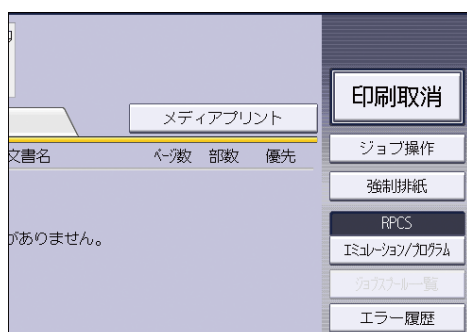 印刷取消
メディアプリント
文書名 ページ数 部数 優先
ジョブ操作
強制排紙
がありません。
RPCS
エミュレーション/プログラム
ジョブスプール一覧
エラー履歴